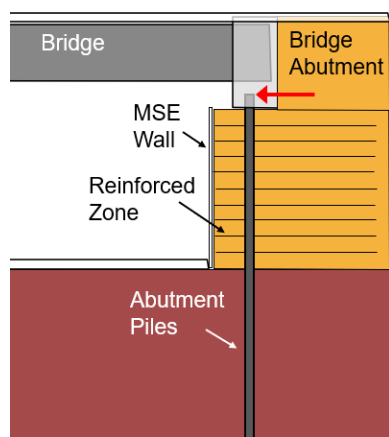 Bridge
Bridge
Abutment
MSE
Wall
Reinforced
Zone
Abutment
Piles